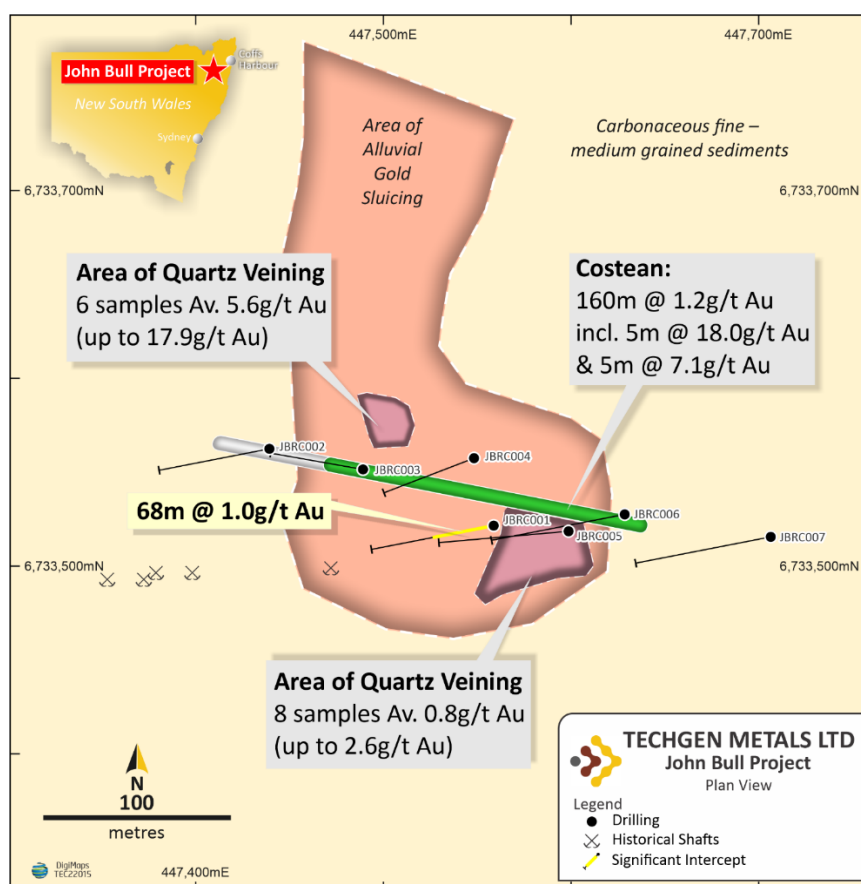 447,500mE
447,700mE
Coffs
Harbour
John Bull Project
New South Wales
Sydney
Area of
Alluvial
Gold
Sluicing
Carbonaceous fine –
medium grained sediments
6,733,700mN
6,733,700mN
Area of Quartz Veining
6 samples Av. 5.6g/t Au
(up to 17.9g/t Au)
Costean:
160m @ 1.2g/t Au
incl. 5m @ 18.0g/t Au
& 5m @ 7.1g/t Au
JBRC002
JBRC003
JBRC004
68m @ 1.0g/t Au
JBRC001
JBRC006
JBRC005
JBRC007
6,733,500mN
6,733,500mN
Area of Quartz Veining
8 samples Av. 0.8g/t Au
(up to 2.6g/t Au)
N
100
metres
TECHGEN METALS LTD
John Bull Project
Plan View
Legend
Drilling
Historical Shafts
Significant Intercept
DigiMaps
TEC22015
447,400mE